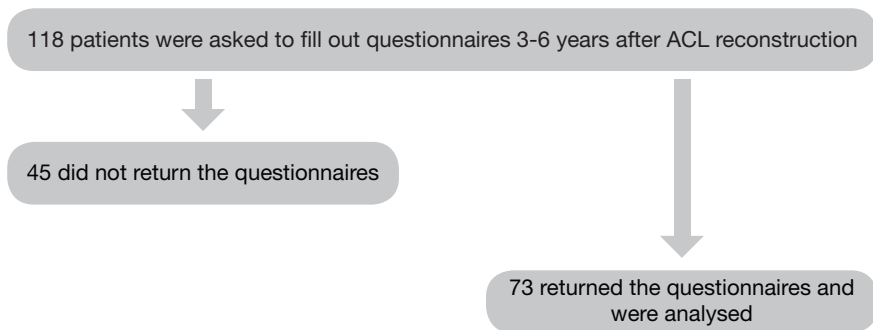 118 patients were asked to fill out questionnaires 3-6 years after ACL reconstruction
45 did not return the questionnaires
73 returned the questionnaires and
were analysed